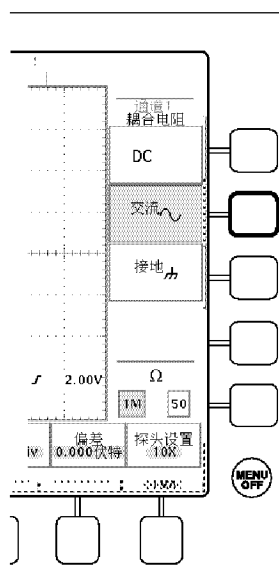 通道1
耦合电阻
DC
交流
接地
2.00V
Ω
1M 50
iv
偏差
0.000伏特
探头设置
10X
MENU
OFF